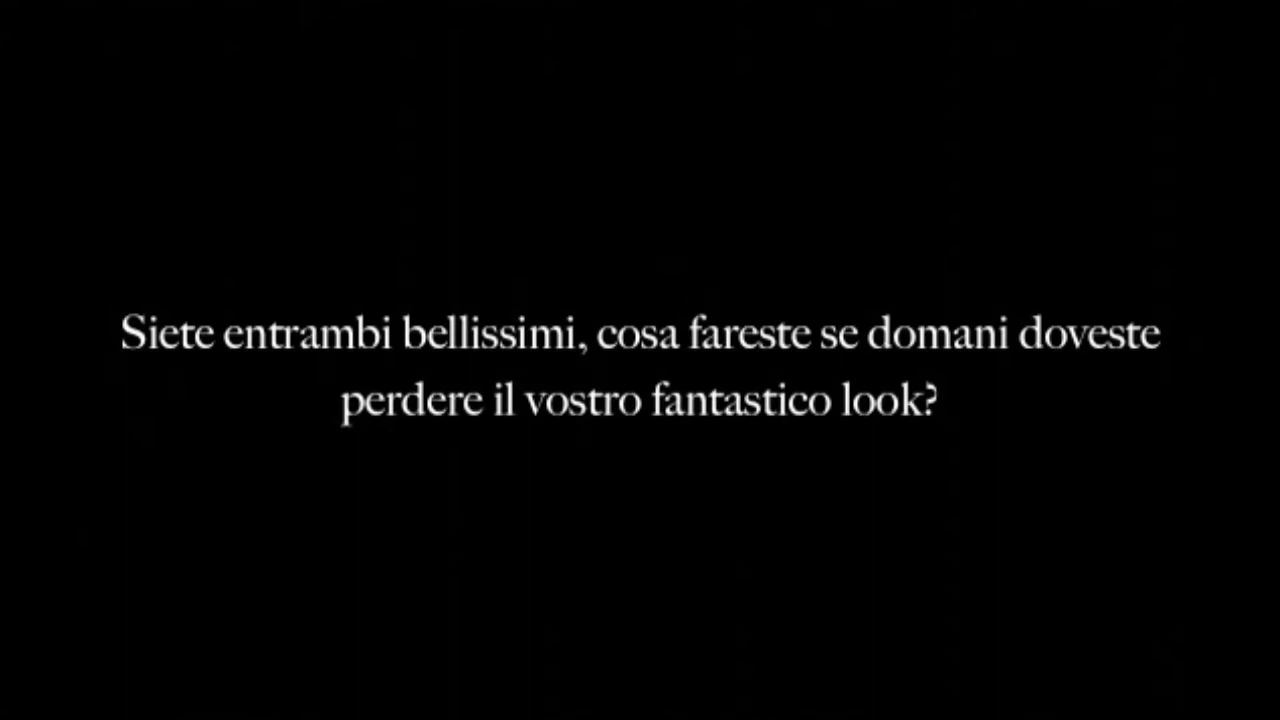 Siete entrambi bellissimi, cosa fareste se domani doveste
perdere il vostro fantastico look?